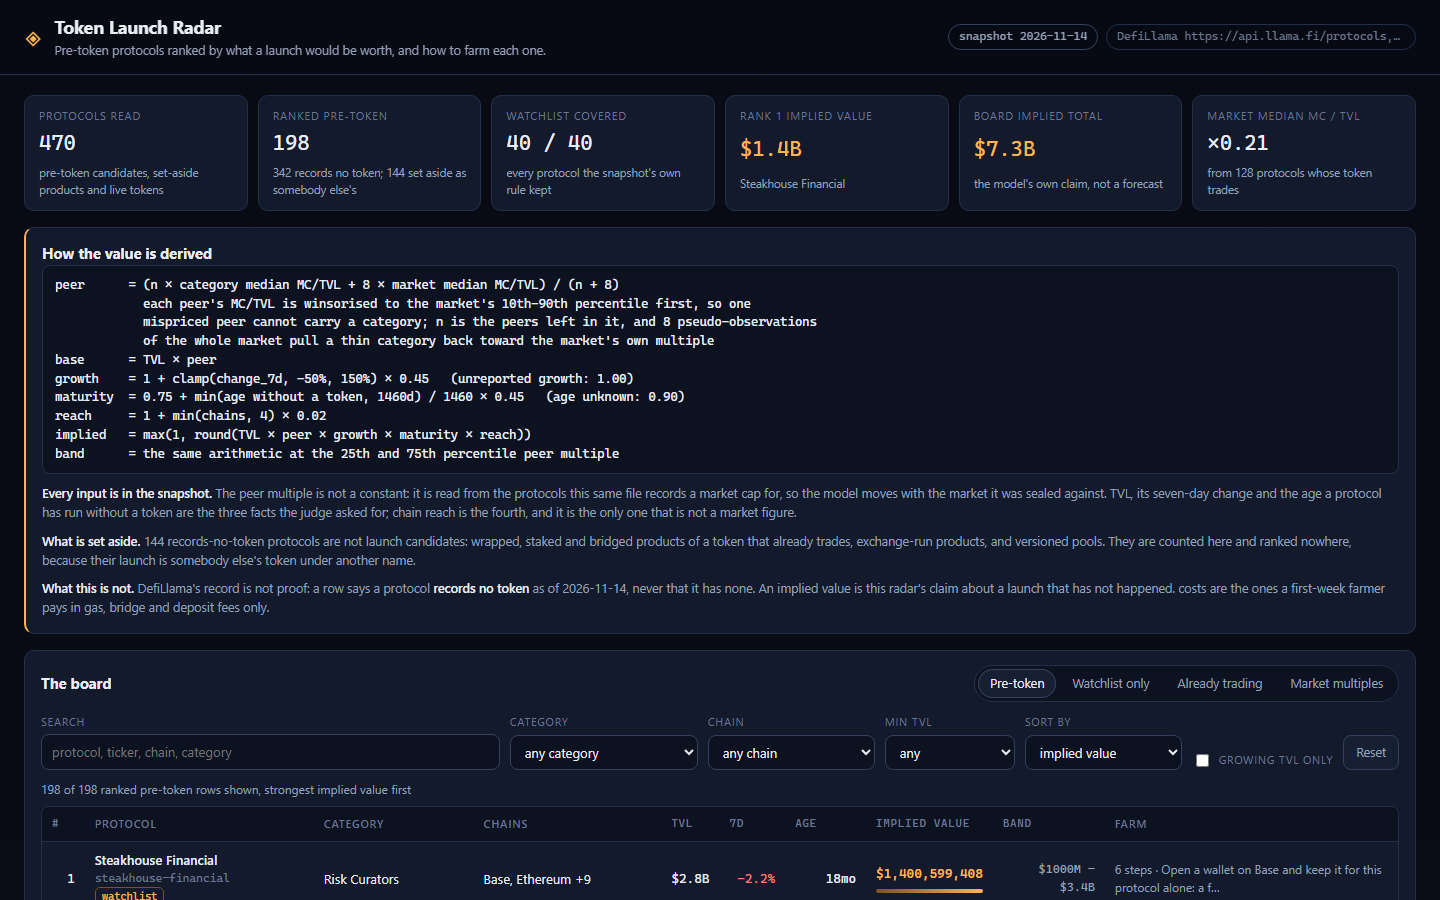 Token Launch Radar
Pre-token protocols ranked by what a launch would be worth, and how to farm each one.
snapshot 2026-11-14
DefiLlama https://api.llama.fi/protocols,…
PROTOCOLS READ
470
pre-token candidates, set-aside
products and live tokens
RANKED PRE-TOKEN
198
342 records no token; 144 set aside as
somebody else's
WATCHLIST COVERED
40 / 40
every protocol the snapshot's own
rule kept
RANK 1 IMPLIED VALUE
$1.4B
Steakhouse Financial
BOARD IMPLIED TOTAL
$7.3B
the model's own claim, not a forecast
MARKET MEDIAN MC / TVL
×0.21
from 128 protocols whose token
trades
How the value is derived
peer = (n × category median MC/TVL + 8 × market median MC/TVL) / (n + 8)
each peer's MC/TVL is winsorised to the market's 10th–90th percentile first, so one
mispriced peer cannot carry a category; n is the peers left in it, and 8 pseudo-observations
of the whole market pull a thin category back toward the market's own multiple
base = TVL × peer
growth = 1 + clamp(change_7d, −50%, 150%) × 0.45 (unreported growth: 1.00)
maturity = 0.75 + min(age without a token, 1460d) / 1460 × 0.45 (age unknown: 0.90)
reach = 1 + min(chains, 4) × 0.02
implied = max(1, round(TVL × peer × growth × maturity × reach))
band = the same arithmetic at the 25th and 75th percentile peer multiple
Every input is in the snapshot. The peer multiple is not a constant: it is read from the protocols this same file records a market cap for, so the model moves with the market it was sealed against. TVL, its seven-day change and the age a protocol
has run without a token are the three facts the judge asked for; chain reach is the fourth, and it is the only one that is not a market figure.
What is set aside. 144 records-no-token protocols are not launch candidates: wrapped, staked and bridged products of a token that already trades, exchange-run products, and versioned pools. They are counted here and ranked nowhere,
because their launch is somebody else's token under another name.
What this is not. DefiLlama's record is not proof: a row says a protocol records no token as of 2026-11-14, never that it has none. An implied value is this radar's claim about a launch that has not happened. costs are the ones a first-week farmer
pays in gas, bridge and deposit fees only.
The board
Pre-token
Watchlist only
Already trading
Market multiples
SEARCH
CATEGORY
CHAIN
MIN TVL
SORT BY
protocol, ticker, chain, category
any category
any chain
any
implied value
GROWING TVL ONLY
Reset
198 of 198 ranked pre-token rows shown, strongest implied value first
# PROTOCOL CATEGORY CHAINS TVL 7D AGE IMPLIED VALUE BAND FARM
1
Steakhouse Financial
steakhouse-financial
watchlist
Risk Curators
Base, Ethereum +9
$2.8B
−2.2%
18mo
$1,400,599,408
$1000M –
$3.4B
6 steps · Open a wallet on Base and keep it for this
protocol alone: a f…